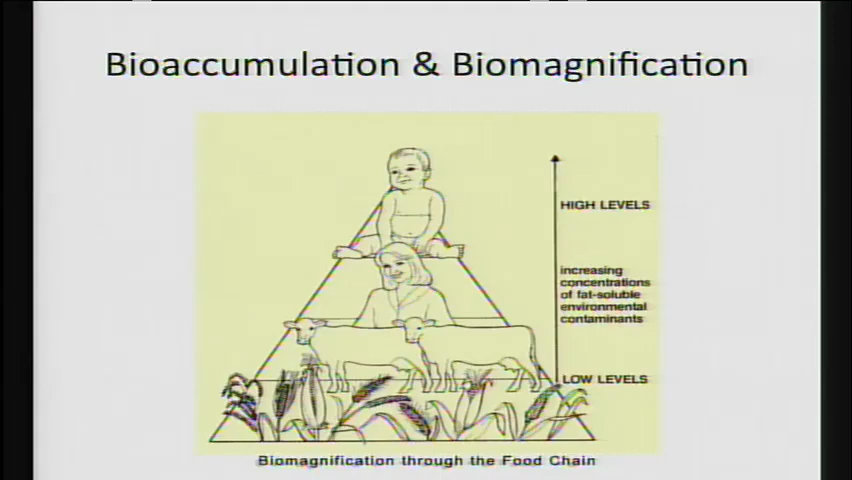 Bioaccumulation & Biomagnification
HIGH LEVELS
increasing
concentrations
of fat-soluble
environmental
contaminants
LOW LEVELS
Biomagnification through the Food Chain